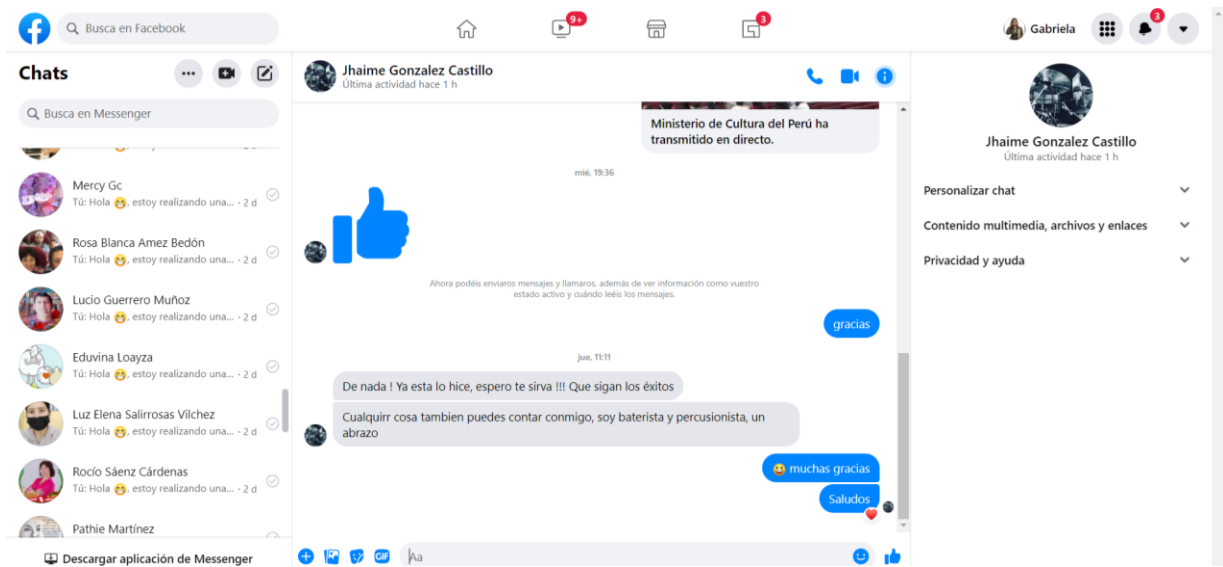 Busca en Facebook
9+
3
Gabriela
3
Chats
Busca en Messenger
Mercy Gc
Tú: Hola 😁, estoy realizando una... · 2 d
Rosa Blanca Amez Bedón
Tú: Hola 😁, estoy realizando una... · 2 d
Lucio Guerrero Muñoz
Tú: Hola 😁, estoy realizando una... · 2 d
Eduvina Loayza
Tú: Hola 😁, estoy realizando una... · 2 d
Luz Elena Salirrosas Vilchez
Tú: Hola 😁, estoy realizando una... · 2 d
Rocío Sáenz Cárdenas
Tú: Hola 😁, estoy realizando una... · 2 d
Pathie Martínez
Descargar aplicación de Messenger
Jhaime Gonzalez Castillo
Última actividad hace 1 h
Ministerio de Cultura del Perú ha
transmitido en directo.
mié, 19:36
Ahora podéis enviaros mensajes y llamaros, además de ver información como vuestro
estado activo y cuándo leéis los mensajes.
gracias
jue, 11:11
De nada ! Ya esta lo hice, espero te sirva !!! Que sigan los éxitos
Cualquirr cosa tambien puedes contar conmigo, soy baterista y percusionista, un
abrazo
😀 muchas gracias
Saludos
GIF
Aa
Jhaime Gonzalez Castillo
Última actividad hace 1 h
Personalizar chat
Contenido multimedia, archivos y enlaces
Privacidad y ayuda